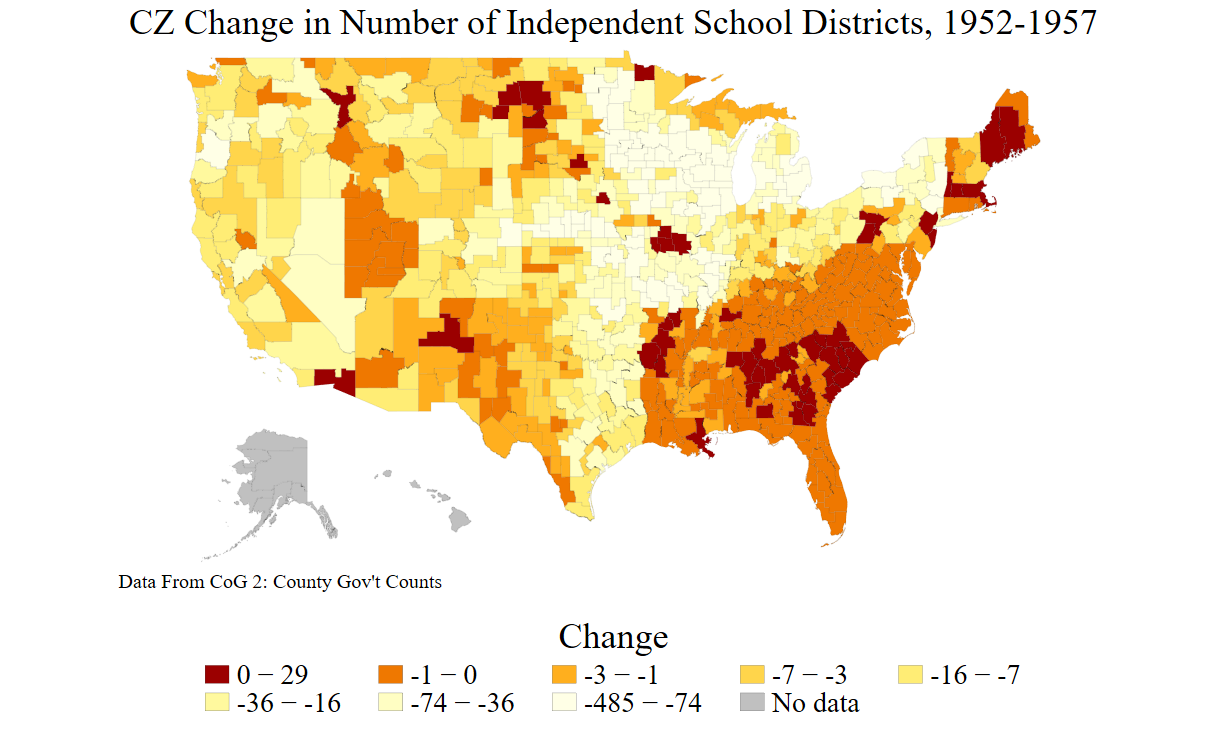 CZ Change in Number of Independent School Districts, 1952-1957
Data From CoG 2: County Gov't Counts
Change
0 − 29 -1 − 0 -3 − -1 -7 − -3 -16 − -7
-36 − -16 -74 − -36 -485 − -74 No data